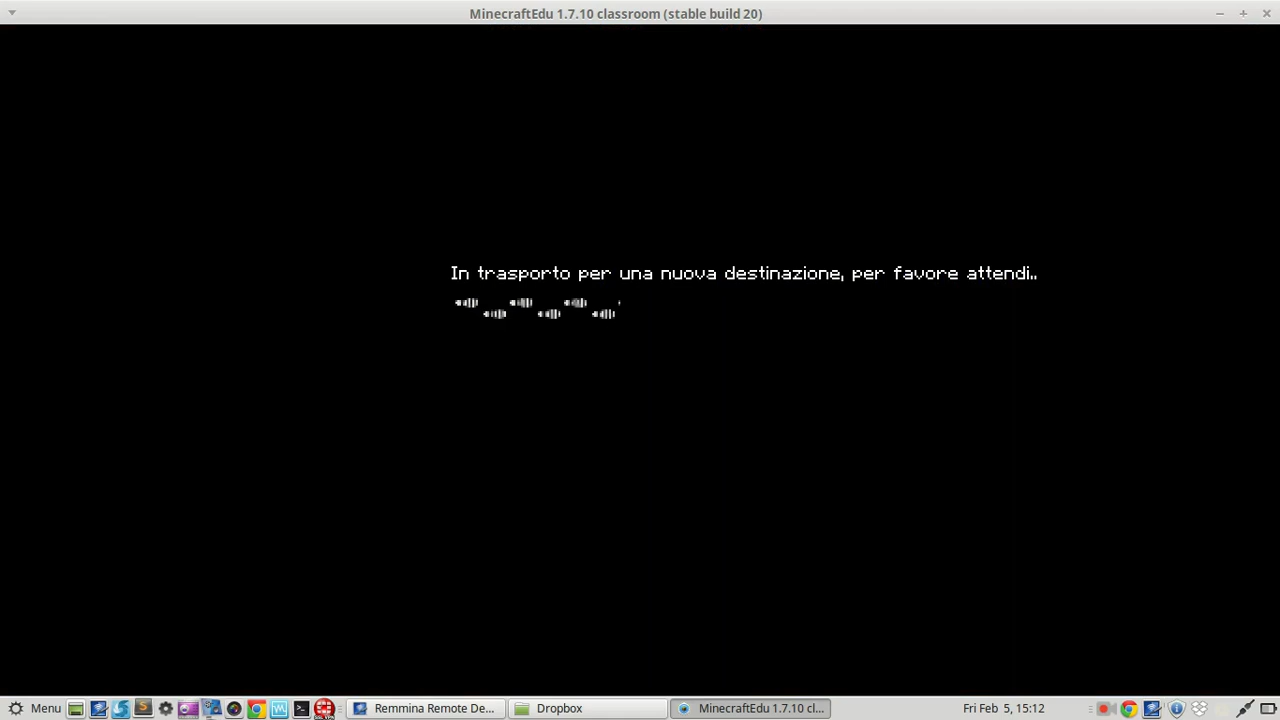 MinecraftEdu 1.7.10 classroom (stable build 20)
In trasporto per una nuova destinazione, per favore attendi..
Menu Remmina Remote De... Dropbox MinecraftEdu 1.7.10 cl... Fri Feb 5, 15:12